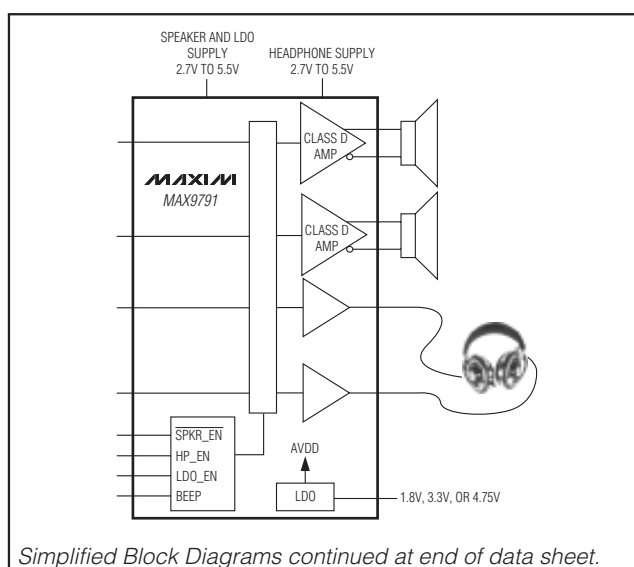 SPEAKER AND LDO
SUPPLY
2.7V TO 5.5V
HEADPHONE SUPPLY
2.7V TO 5.5V
CLASS D
AMP
MAXIM
MAX9791
CLASS D
AMP
SPKR_EN
HP_EN
LDO_EN
BEEP
AVDD
LDO
1.8V, 3.3V, OR 4.75V
Simplified Block Diagrams continued at end of data sheet.